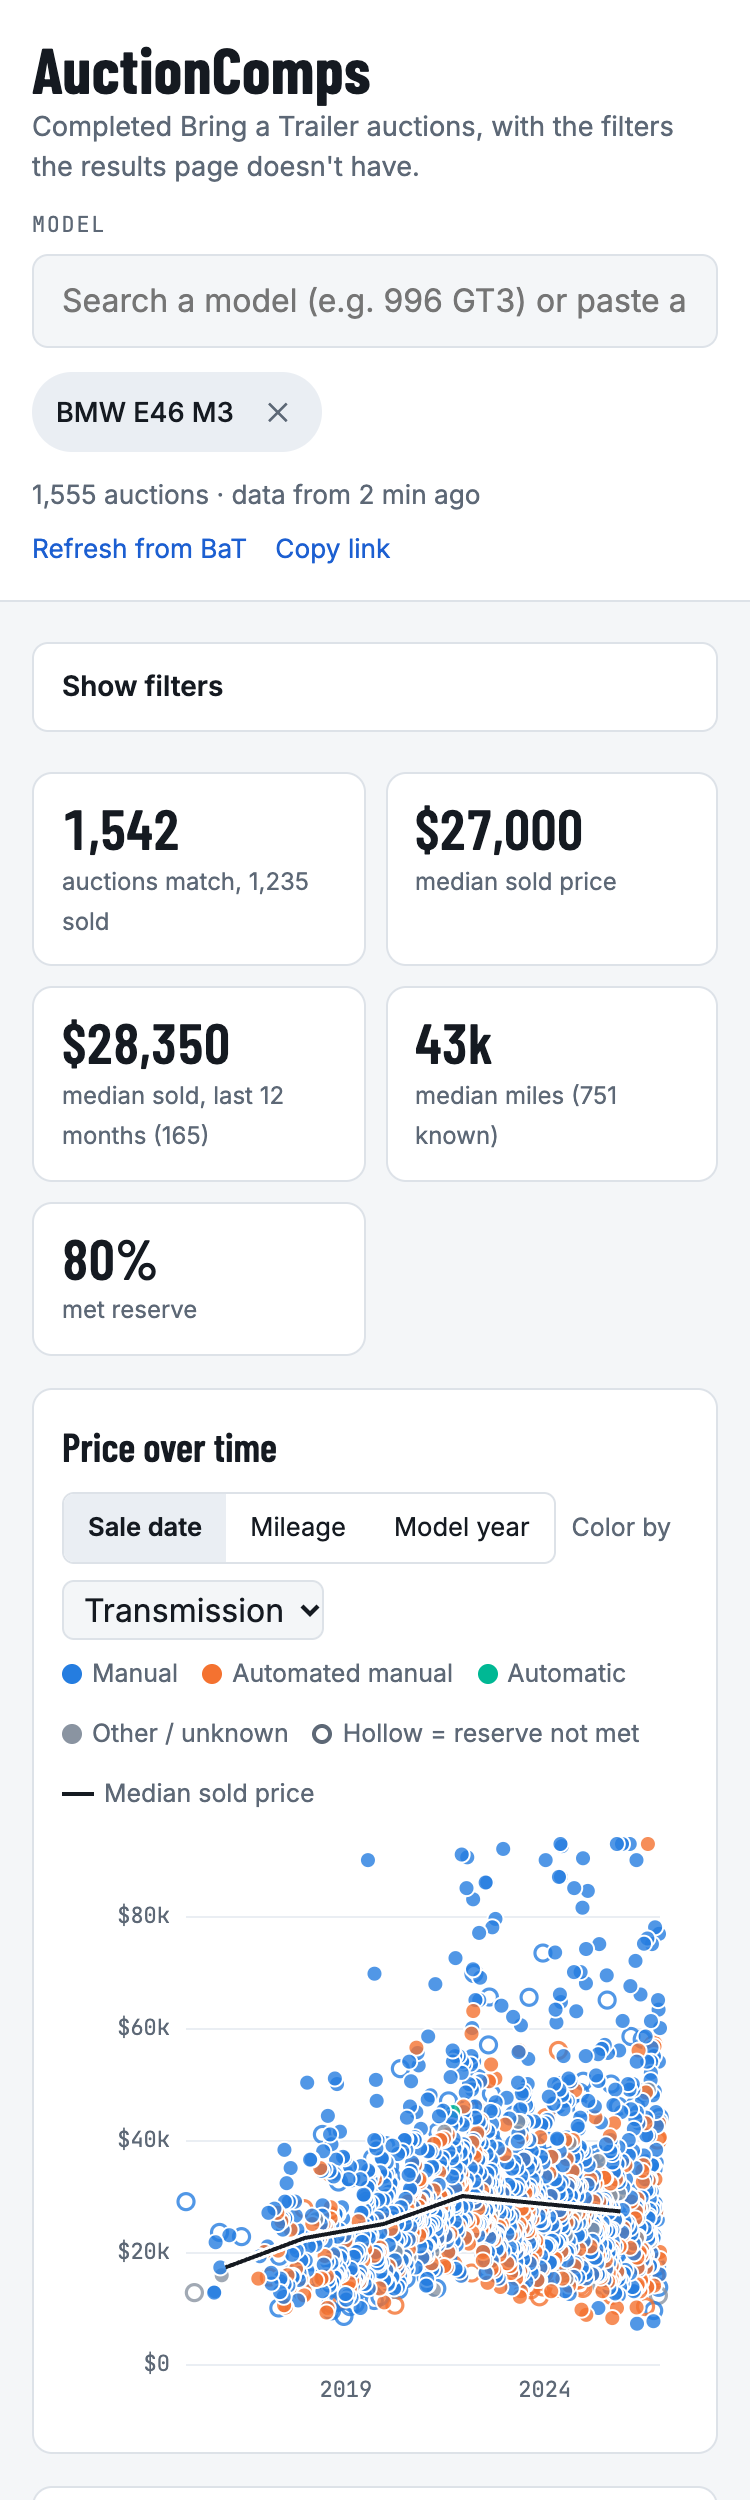 AuctionComps
Completed Bring a Trailer auctions, with the filters
the results page doesn't have.
MODEL
Search a model (e.g. 996 GT3) or paste a
BMW E46 M3
1,555 auctions · data from 2 min ago
Refresh from BaT Copy link
Show filters
1,542
auctions match, 1,235
sold
$27,000
median sold price
$28,350
median sold, last 12
months (165)
43k
median miles (751
known)
80%
met reserve
Price over time
Sale date Mileage Model year Color by
Transmission
Manual Automated manual Automatic
Other / unknown Hollow = reserve not met
Median sold price
$80k
$60k
$40k
$20k
$0
2019 2024